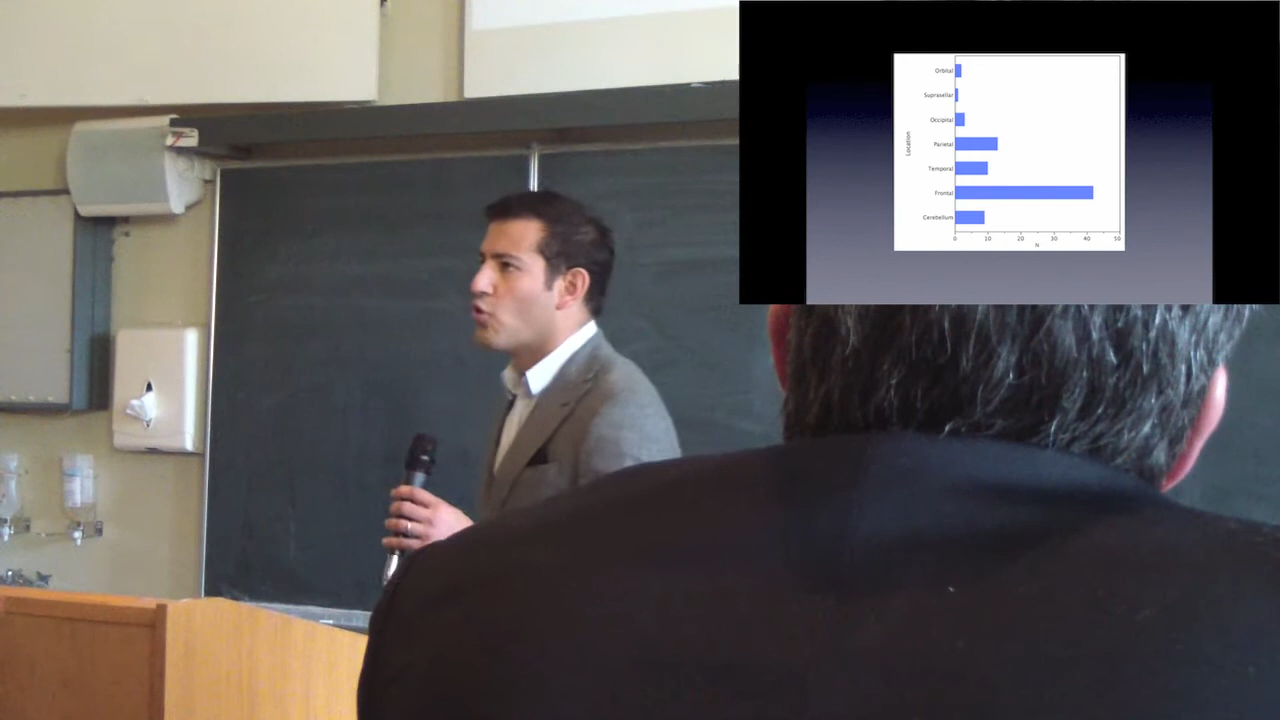 Orbital
Suprasellar
Occipital
Parietal
Temporal
Frontal
Cerebellum
Location
0 10 20 30 40 50
N